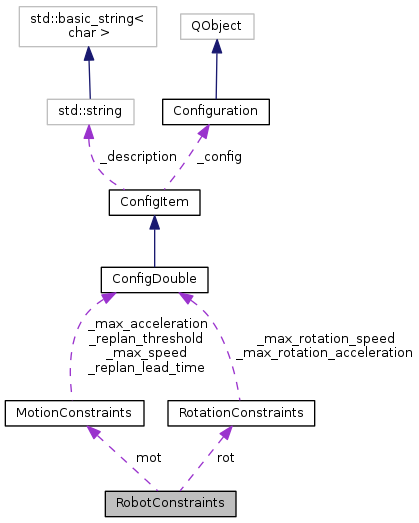 std::basic_string<
char >
QObject
std::string
Configuration
_description
_config
ConfigItem
ConfigDouble
_max_acceleration
_replan_threshold
_max_speed
_replan_lead_time
_max_rotation_speed
_max_rotation_acceleration
MotionConstraints
RotationConstraints
mot
rot
RobotConstraints